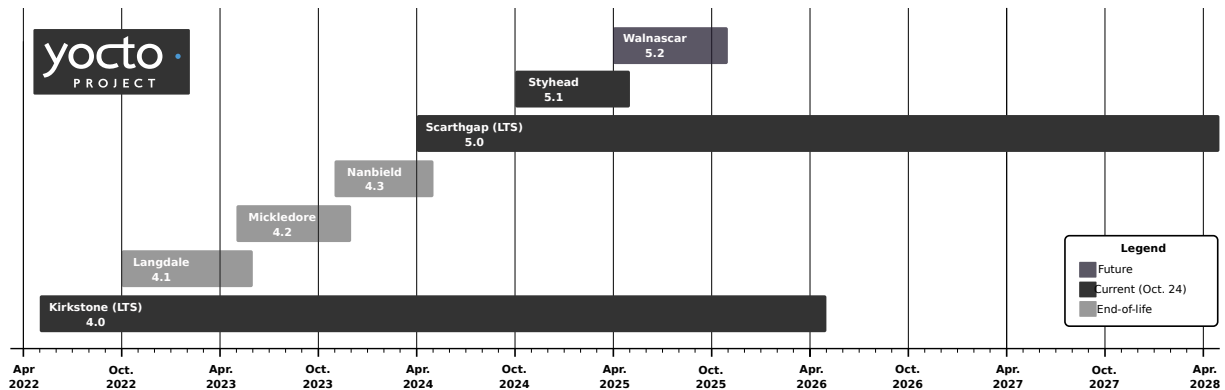 yocto
PROJECT
Walnascar
5.2
Styhead
5.1
Scarthgap (LTS)
5.0
Nanbield
4.3
Mickledore
4.2
Langdale
4.1
Kirkstone (LTS)
4.0
Legend
Future
Current (Oct. 24)
End-of-life
Apr Oct. Apr. Oct. Apr. Oct. Apr. Oct. Apr. Oct. Apr. Oct. Apr.
2022 2022 2023 2023 2024 2024 2025 2025 2026 2026 2027 2027 2028